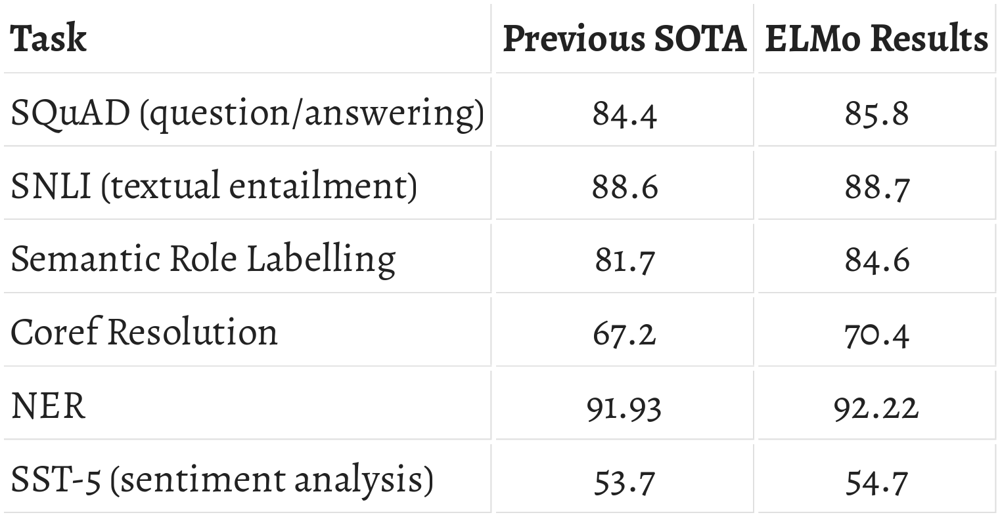 Task Previous SOTA ELMo Results
SQuAD (question/answering) 84.4 85.8
SNLI (textual entailment) 88.6 88.7
Semantic Role Labelling 81.7 84.6
Coref Resolution 67.2 70.4
NER 91.93 92.22
SST-5 (sentiment analysis) 53.7 54.7